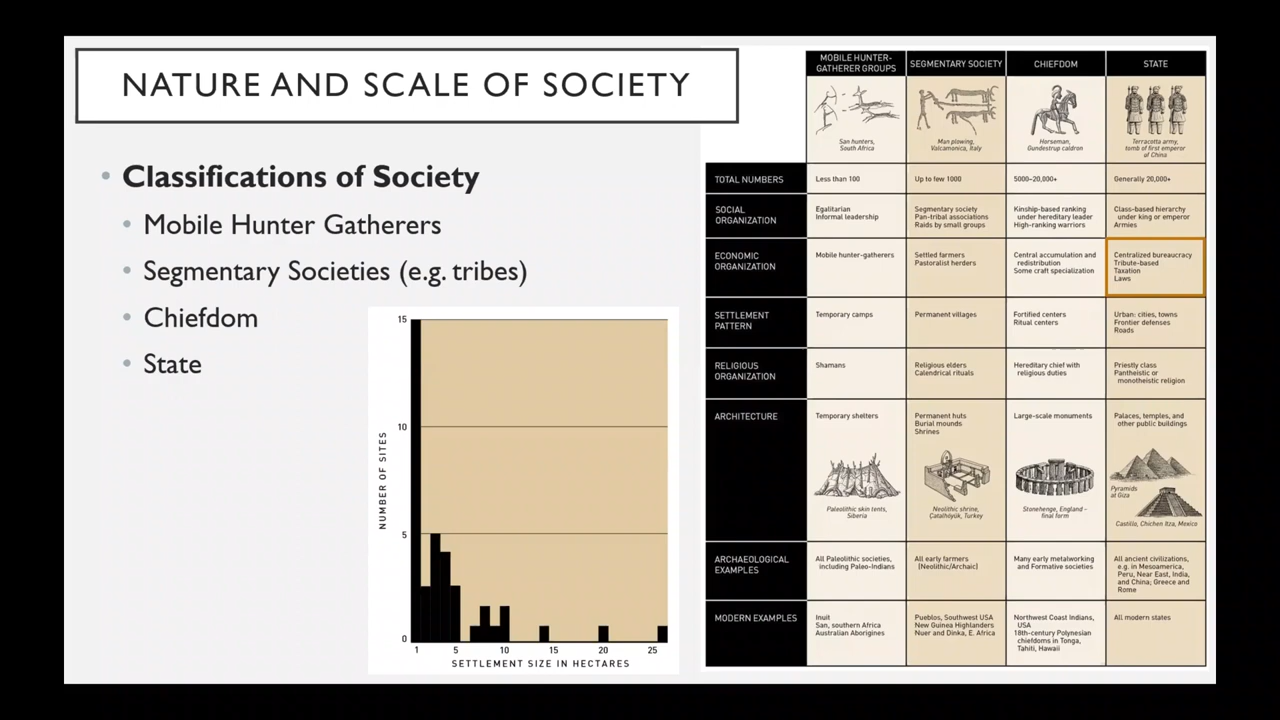 NATURE AND SCALE OF SOCIETY
Classifications of Society
Mobile Hunter Gatherers
Segmentary Societies (e.g. tribes)
Chiefdom
State
15
10
5
0
NUMBER OF SITES
1 5 10 15 20 25
SETTLEMENT SIZE IN HECTARES
MOBILE HUNTER-
GATHERER GROUPS
SEGMENTARY SOCIETY
CHIEFDOM
STATE
San hunters,
South Africa
Man plowing,
Valcamonica, Italy
Horseman,
Gundestrup caldron
Terracotta army,
tomb of first emperor
of China
TOTAL NUMBERS
Less than 100
Up to few 1000
5000–20,000+
Generally 20,000+
SOCIAL
ORGANIZATION
Egalitarian
Informal leadership
Segmentary society
Pan-tribal associations
Raids by small groups
Kinship-based ranking
under hereditary leader
High-ranking warriors
Class-based hierarchy
under king or emperor
Armies
ECONOMIC
ORGANIZATION
Mobile hunter-gatherers
Settled farmers
Pastoralist herders
Central accumulation and
redistribution
Some craft specialization
Centralized bureaucracy
Tribute-based
Taxation
Laws
SETTLEMENT
PATTERN
Temporary camps
Permanent villages
Fortified centers
Ritual centers
Urban: cities, towns
Frontier defenses
Roads
RELIGIOUS
ORGANIZATION
Shamans
Religious elders
Calendrical rituals
Hereditary chief with
religious duties
Priestly class
Pantheistic or
monotheistic religion
ARCHITECTURE
Temporary shelters
Paleolithic skin tents,
Siberia
Permanent huts
Burial mounds
Shrines
Neolithic shrine,
Çatalhöyük, Turkey
Large-scale monuments
Stonehenge, England –
final form
Palaces, temples, and
other public buildings
Pyramids
at Giza
Castillo, Chichen Itza, Mexico
ARCHAEOLOGICAL
EXAMPLES
All Paleolithic societies,
including Paleo-Indians
All early farmers
(Neolithic/Archaic)
Many early metalworking
and Formative societies
All ancient civilizations,
e.g. in Mesoamerica,
Peru, Near East, India,
and China; Greece and
Rome
MODERN EXAMPLES
Inuit
San, southern Africa
Australian Aborigines
Pueblos, Southwest USA
New Guinea Highlanders
Nuer and Dinka, E. Africa
Northwest Coast Indians,
USA
18th-century Polynesian
chiefdoms in Tonga,
Tahiti, Hawaii
All modern states